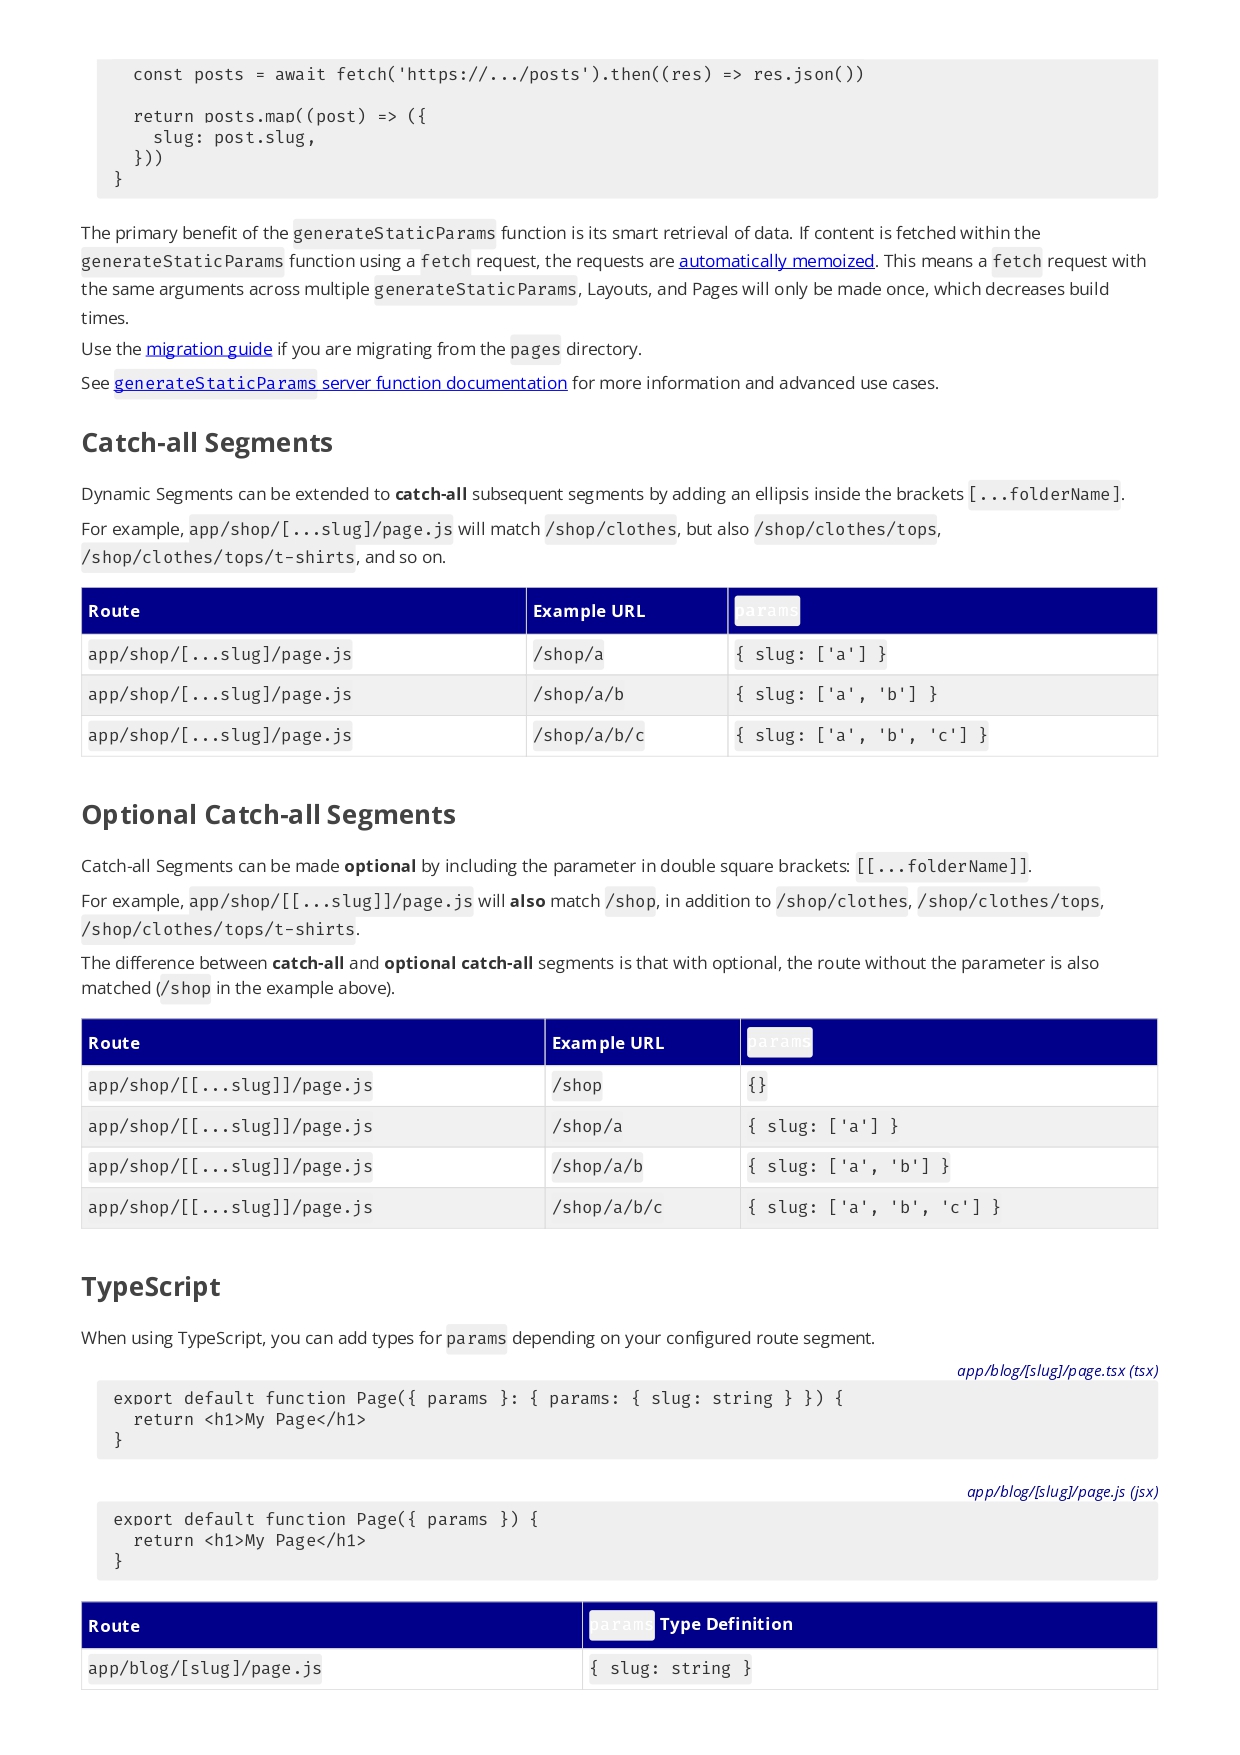 const posts = await fetch('https://.../posts').then((res) => res.json())
return posts.map((post) => ({
slug: post.slug,
}))
}
The primary benefit of the generateStaticParams function is its smart retrieval of data. If content is fetched within the
generateStaticParams function using a fetch request, the requests are automatically memoized. This means a fetch request with
the same arguments across multiple generateStaticParams, Layouts, and Pages will only be made once, which decreases build
times.
Use the migration guide if you are migrating from the pages directory.
See generateStaticParams server function documentation for more information and advanced use cases.
Catch-all Segments
Dynamic Segments can be extended to catch-all subsequent segments by adding an ellipsis inside the brackets [...folderName].
For example, app/shop/[...slug]/page.js will match /shop/clothes, but also /shop/clothes/tops,
/shop/clothes/tops/t-shirts, and so on.
Route Example URL params
app/shop/[...slug]/page.js /shop/a { slug: ['a'] }
app/shop/[...slug]/page.js /shop/a/b { slug: ['a', 'b'] }
app/shop/[...slug]/page.js /shop/a/b/c { slug: ['a', 'b', 'c'] }
Optional Catch-all Segments
Catch-all Segments can be made optional by including the parameter in double square brackets: [[...folderName]].
For example, app/shop/[[...slug]]/page.js will also match /shop, in addition to /shop/clothes, /shop/clothes/tops,
/shop/clothes/tops/t-shirts.
The difference between catch-all and optional catch-all segments is that with optional, the route without the parameter is also
matched (/shop in the example above).
Route Example URL params
app/shop/[[...slug]]/page.js /shop {}
app/shop/[[...slug]]/page.js /shop/a { slug: ['a'] }
app/shop/[[...slug]]/page.js /shop/a/b { slug: ['a', 'b'] }
app/shop/[[...slug]]/page.js /shop/a/b/c { slug: ['a', 'b', 'c'] }
TypeScript
When using TypeScript, you can add types for params depending on your configured route segment.
app/blog/[slug]/page.tsx (tsx)
export default function Page({ params }: { params: { slug: string } }) {
return <h1>My Page</h1>
}
app/blog/[slug]/page.js (jsx)
export default function Page({ params }) {
return <h1>My Page</h1>
}
Route params Type Definition
app/blog/[slug]/page.js { slug: string }